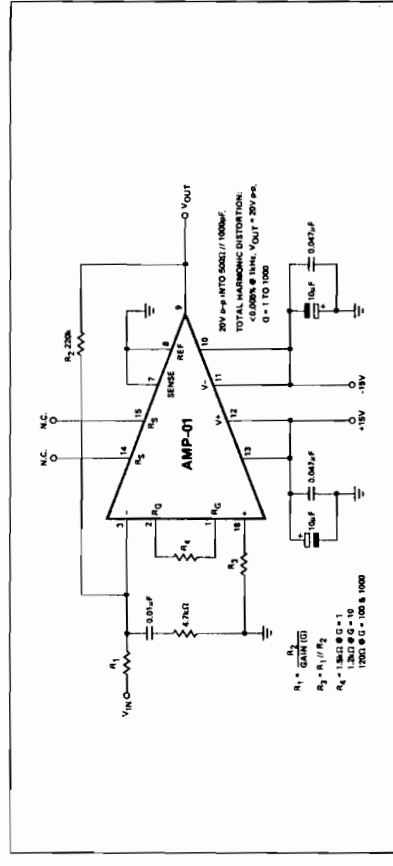 R2 220k
N.C.
N.C.
VIN
R1
0.01µF
4.7kΩ
R3
R4
3
−
2
RG
1
RG
18
+
14
RS
15
RS
AMP-01
7
SENSE
8
REF
9
VOUT
13
12
V+
11
V−
10
10µF
+
0.047µF
+15V
-15V
10µF
+
0.047µF
20V p-p INTO 500Ω // 1000pF.
TOTAL HARMONIC DISTORTION:
<0.005% @ 1kHz, VOUT = 20V p-p,
G = 1 TO 1000
R1 = R2 / GAIN (G)
R3 = R1 // R2
R4 = 1.5kΩ @ G = 1
1.2kΩ @ G = 10
120Ω @ G = 100 & 1000